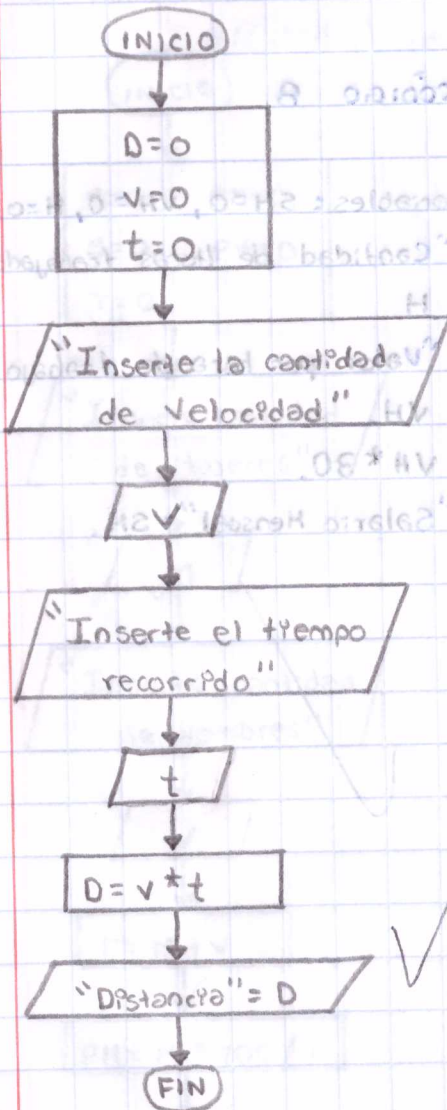 INICIO
D=0
V=0
t=0
"Inserte la cantidad
de velocidad"
V
"Inserte el tiempo
recorrido"
t
D= v*t
"Distancia"= D
FIN